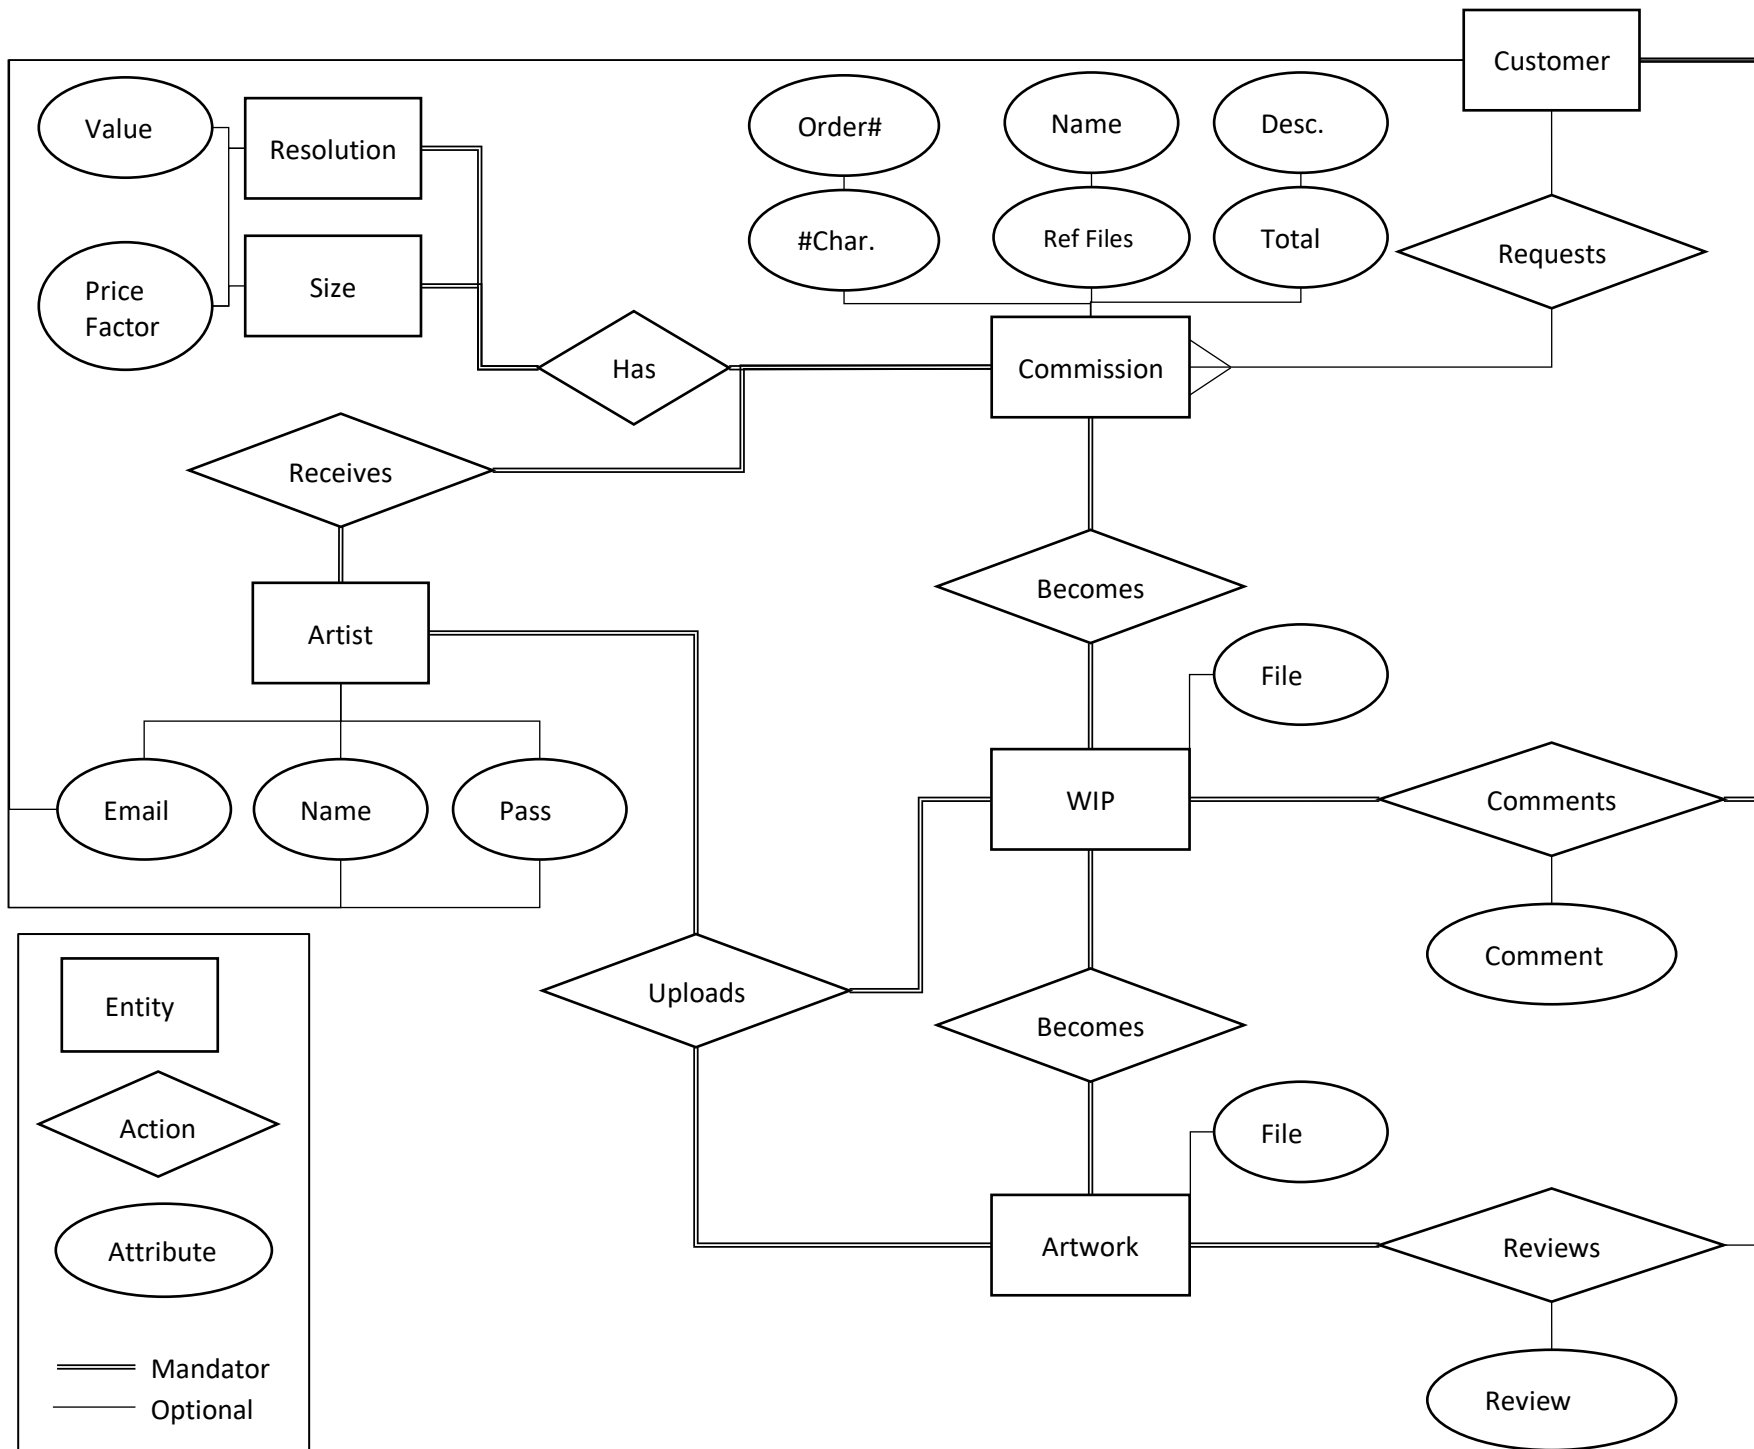 Customer
Value
Resolution
Order#
Name
Desc.
#Char.
Ref Files
Total
Requests
Price
Factor
Size
Has
Commission
Receives
Becomes
Artist
File
Email
Name
Pass
WIP
Comments
Comment
Uploads
Becomes
Entity
Action
File
Attribute
Artwork
Reviews
Mandator
Optional
Review